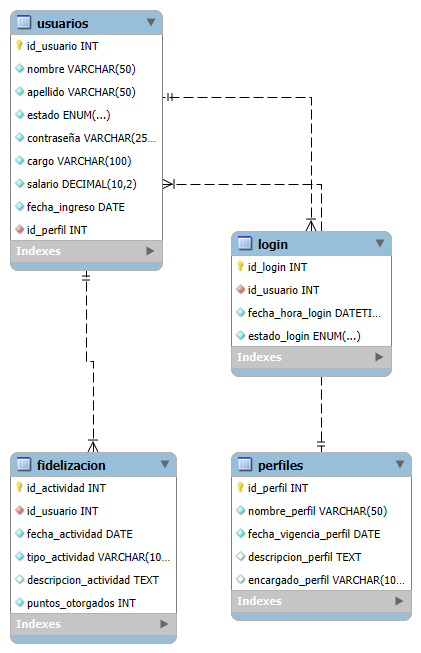 usuarios
id_usuario INT
nombre VARCHAR(50)
apellido VARCHAR(50)
estado ENUM(...)
contraseña VARCHAR(25...
cargo VARCHAR(100)
salario DECIMAL(10,2)
fecha_ingreso DATE
id_perfil INT
Indexes
login
id_login INT
id_usuario INT
fecha_hora_login DATETI...
estado_login ENUM(...)
Indexes
fidelizacion
id_actividad INT
id_usuario INT
fecha_actividad DATE
tipo_actividad VARCHAR(10...
descripcion_actividad TEXT
puntos_otorgados INT
Indexes
perfiles
id_perfil INT
nombre_perfil VARCHAR(50)
fecha_vigencia_perfil DATE
descripcion_perfil TEXT
encargado_perfil VARCHAR(10...
Indexes